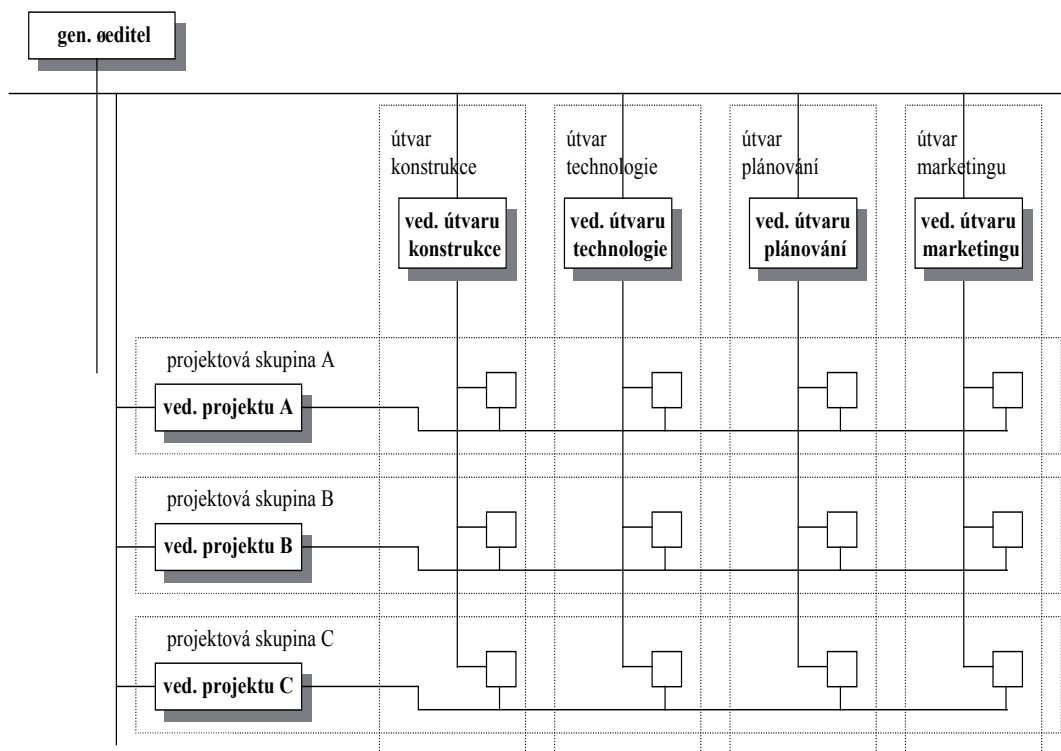 gen. øeditel
útvar
konstrukce
útvar
technologie
útvar
plánování
útvar
marketingu
ved. útvaru
konstrukce
ved. útvaru
technologie
ved. útvaru
plánování
ved. útvaru
marketingu
projektová skupina A
ved. projektu A
projektová skupina B
ved. projektu B
projektová skupina C
ved. projektu C